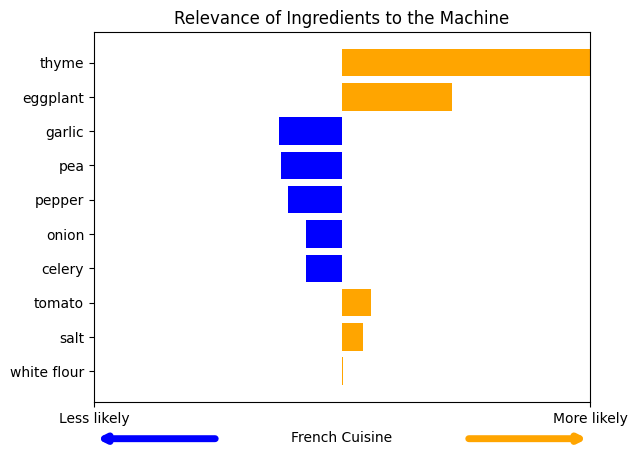 Relevance of Ingredients to the Machine
thyme
eggplant
garlic
pea
pepper
onion
celery
tomato
salt
white flour
Less likely
More likely
French Cuisine